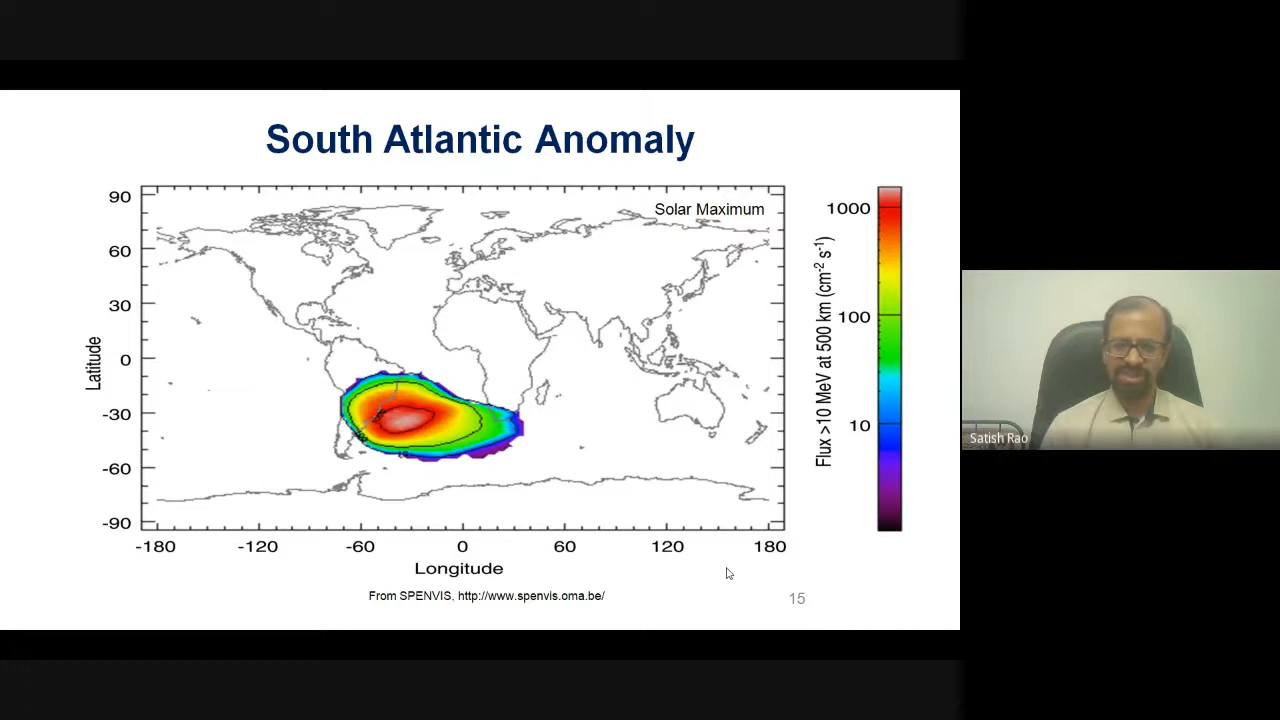 South Atlantic Anomaly
Solar Maximum
90
60
30
0
-30
-60
-90
Latitude
-180 -120 -60 0 60 120 180
Longitude
1000
100
10
Flux >10 MeV at 500 km (cm-2 s-1)
From SPENVIS, http://www.spenvis.oma.be/
15
Satish Rao